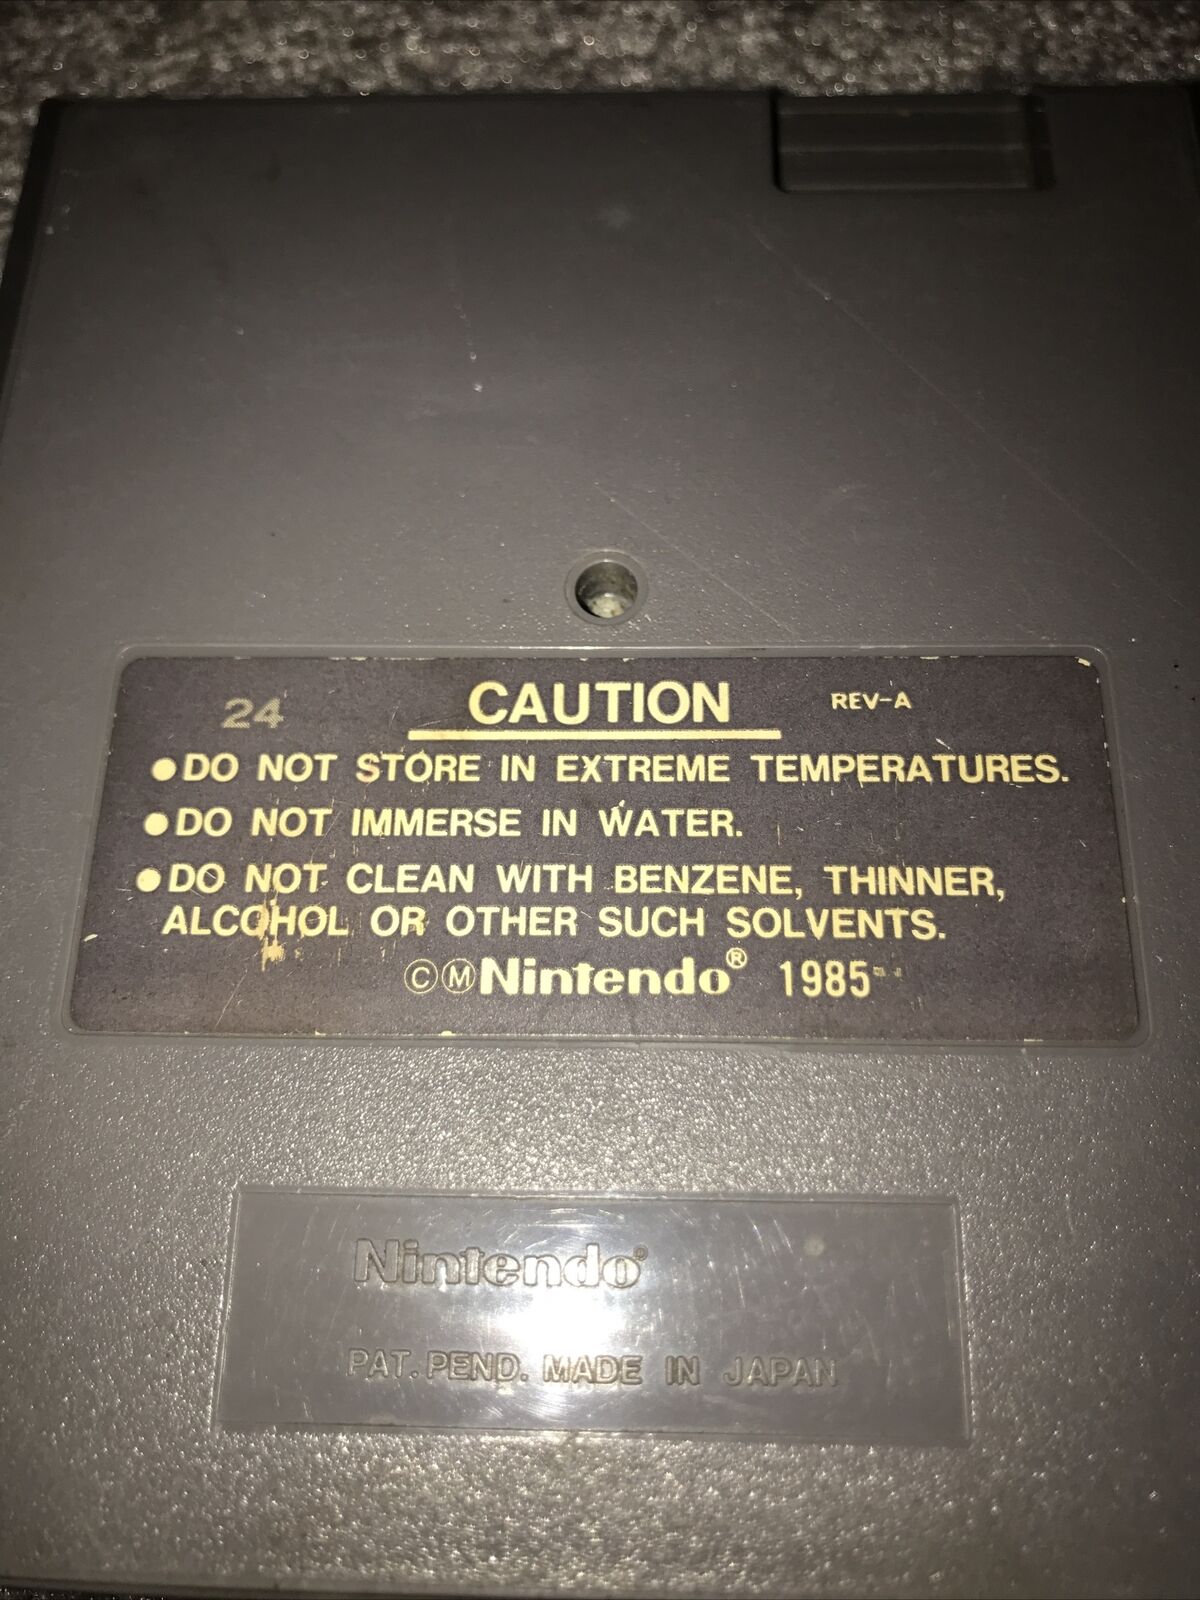 24 CAUTION REV-A
●DO NOT STORE IN EXTREME TEMPERATURES.
●DO NOT IMMERSE IN WATER.
●DO NOT CLEAN WITH BENZENE, THINNER,
ALCOHOL OR OTHER SUCH SOLVENTS.
ⒸⓂNintendo® 1985
Nintendo®
PAT. PEND. MADE IN JAPAN